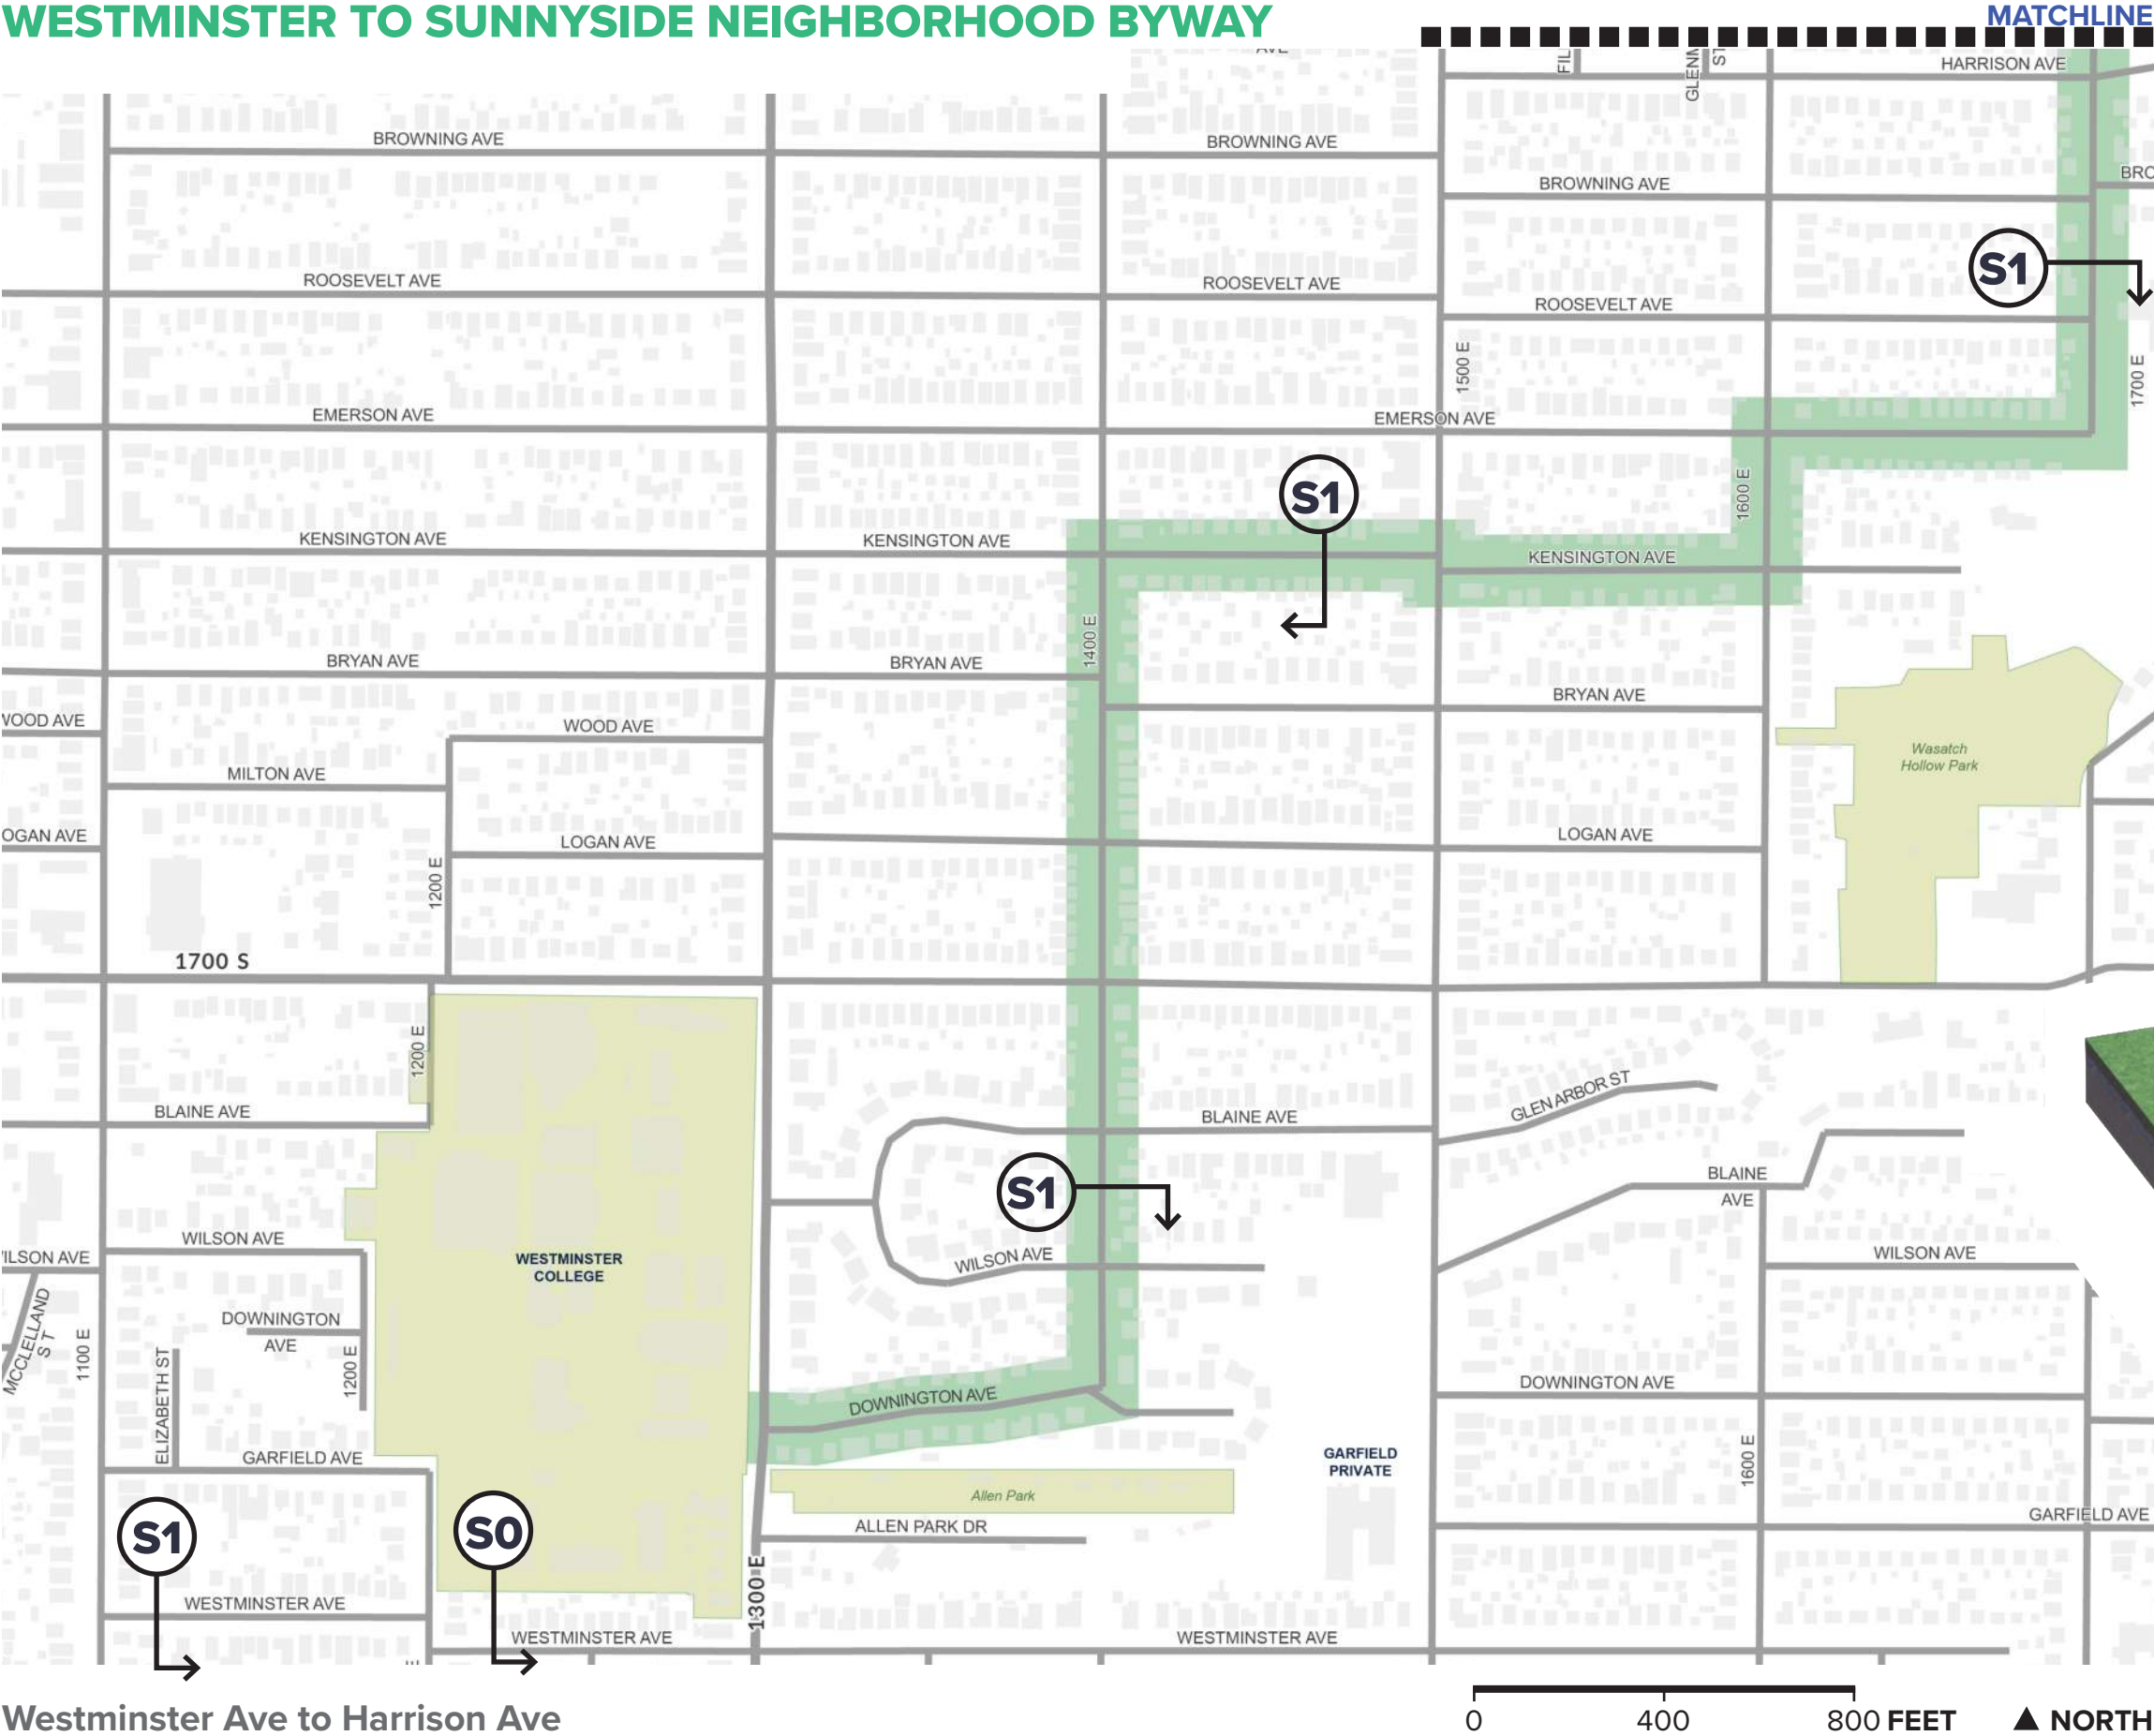 WESTMINSTER TO SUNNYSIDE NEIGHBORHOOD BYWAY
MATCHLINE
HARRISON AVE
BROWNING AVE
BROWNING AVE
BROWNING AVE
S1
ROOSEVELT AVE
ROOSEVELT AVE
ROOSEVELT AVE
1500 E
1700 E
EMERSON AVE
EMERSON AVE
S1
1600 E
KENSINGTON AVE
KENSINGTON AVE
KENSINGTON AVE
1400 E
BRYAN AVE
BRYAN AVE
BRYAN AVE
WOOD AVE
WOOD AVE
Wasatch
Hollow Park
MILTON AVE
OGAN AVE
LOGAN AVE
LOGAN AVE
1200 E
1700 S
1200 E
BLAINE AVE
BLAINE AVE
GLEN ARBOR ST
BLAINE
AVE
S1
WILSON AVE
ILSON AVE
WILSON AVE
WILSON AVE
WESTMINSTER
COLLEGE
MCCLELLAND
ST
1100 E
DOWNINGTON
AVE
ELIZABETH ST
1200 E
DOWNINGTON AVE
DOWNINGTON AVE
GARFIELD AVE
GARFIELD
PRIVATE
1600 E
Allen Park
ALLEN PARK DR
GARFIELD AVE
S1
S0
1300 E
WESTMINSTER AVE
WESTMINSTER AVE
WESTMINSTER AVE
Westminster Ave to Harrison Ave
0 400 800 FEET
NORTH